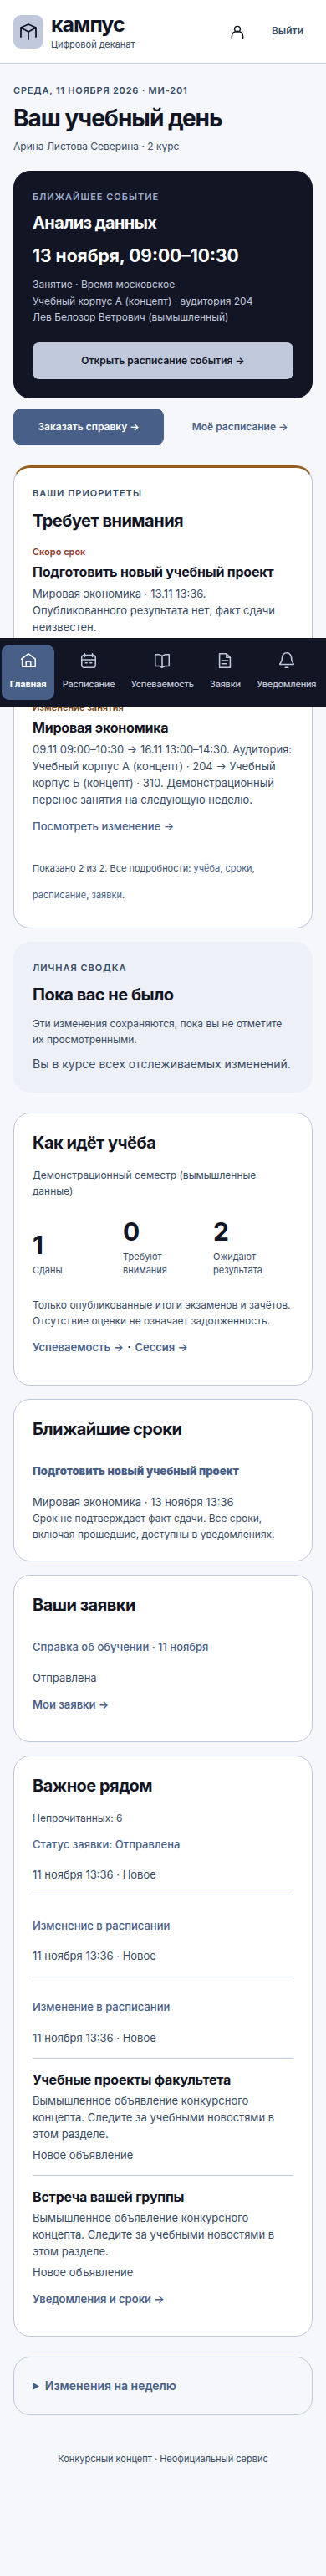 кампус
Цифровой деканат
Выйти
СРЕДА, 11 НОЯБРЯ 2026 · МИ-201
Ваш учебный день
Арина Листова Северина · 2 курс
БЛИЖАЙШЕЕ СОБЫТИЕ
Анализ данных
13 ноября, 09:00–10:30
Занятие · Время московское
Учебный корпус А (концепт) · аудитория 204
Лев Белозор Ветрович (вымышленный)
Открыть расписание события →
Заказать справку →
Моё расписание →
ВАШИ ПРИОРИТЕТЫ
Требует внимания
Скоро срок
Подготовить новый учебный проект
Мировая экономика · 13.11 13:36.
Опубликованного результата нет; факт сдачи
неизвестен.
Главная
Расписание
Успеваемость
Заявки
Уведомления
Изменение занятия
Мировая экономика
09.11 09:00–10:30 → 16.11 13:00–14:30. Аудитория:
Учебный корпус А (концепт) · 204 → Учебный
корпус Б (концепт) · 310. Демонстрационный
перенос занятия на следующую неделю.
Посмотреть изменение →
Показано 2 из 2. Все подробности: учёба, сроки,
расписание, заявки.
ЛИЧНАЯ СВОДКА
Пока вас не было
Эти изменения сохраняются, пока вы не отметите
их просмотренными.
Вы в курсе всех отслеживаемых изменений.
Как идёт учёба
Демонстрационный семестр (вымышленные
данные)
1
Сданы
0
Требуют
внимания
2
Ожидают
результата
Только опубликованные итоги экзаменов и зачётов.
Отсутствие оценки не означает задолженность.
Успеваемость → · Сессия →
Ближайшие сроки
Подготовить новый учебный проект
Мировая экономика · 13 ноября 13:36
Срок не подтверждает факт сдачи. Все сроки,
включая прошедшие, доступны в уведомлениях.
Ваши заявки
Справка об обучении · 11 ноября
Отправлена
Мои заявки →
Важное рядом
Непрочитанных: 6
Статус заявки: Отправлена
11 ноября 13:36 · Новое
Изменение в расписании
11 ноября 13:36 · Новое
Изменение в расписании
11 ноября 13:36 · Новое
Учебные проекты факультета
Вымышленное объявление конкурсного
концепта. Следите за учебными новостями в
этом разделе.
Новое объявление
Встреча вашей группы
Вымышленное объявление конкурсного
концепта. Следите за учебными новостями в
этом разделе.
Новое объявление
Уведомления и сроки →
Изменения на неделю
Конкурсный концепт · Неофициальный сервис